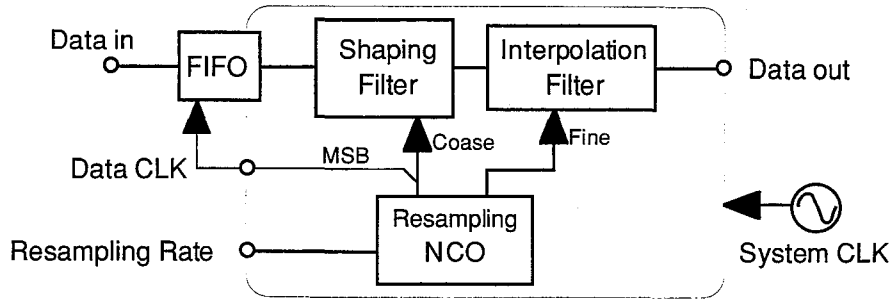 Data in
FIFO
Shaping
Filter
Interpolation
Filter
Data out
Coase
Fine
MSB
Data CLK
Resampling
NCO
Resampling Rate
System CLK